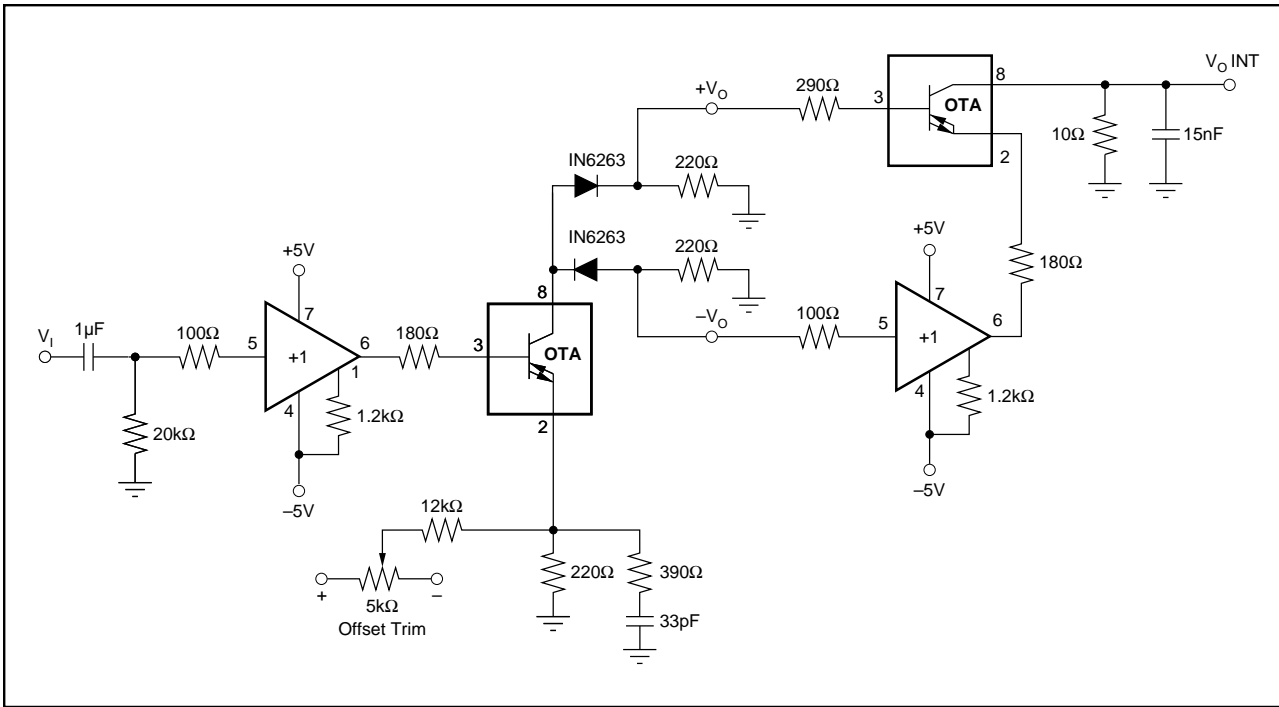 V_O INT
8
290Ω
+V_O
3
OTA
10Ω
15nF
2
IN6263
220Ω
IN6263
220Ω
+5V
180Ω
+5V
7
8
–V_O
100Ω
5
+1
6
7
V_I
1µF
100Ω
5
+1
6
180Ω
3
OTA
1
4
1.2kΩ
4
1.2kΩ
20kΩ
2
–5V
–5V
12kΩ
220Ω
390Ω
+
5kΩ
–
Offset Trim
33pF